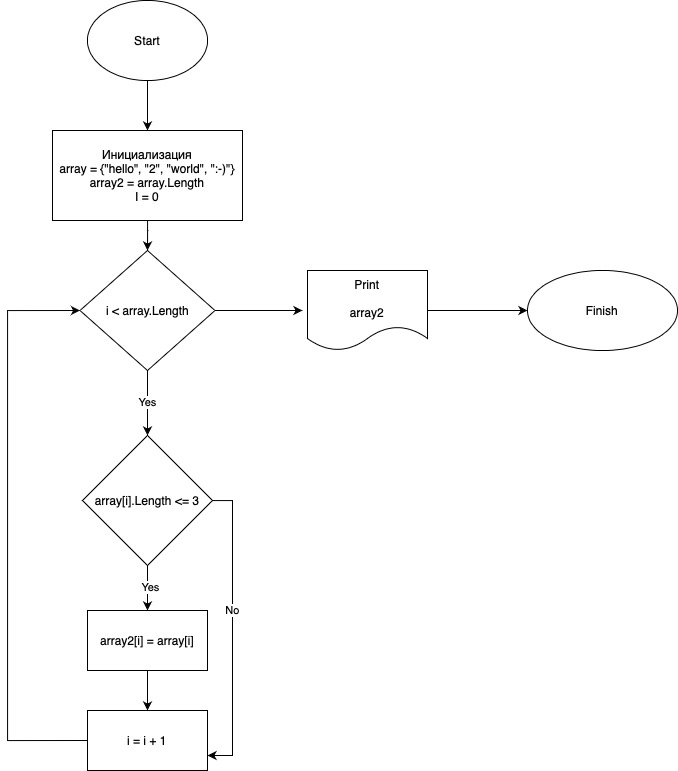 Start
Инициализация
array = {"hello", "2", "world", ":-)"}
array2 = array.Length
I = 0
i < array.Length
Print
array2
Finish
Yes
array[i].Length <= 3
Yes
No
array2[i] = array[i]
i = i + 1